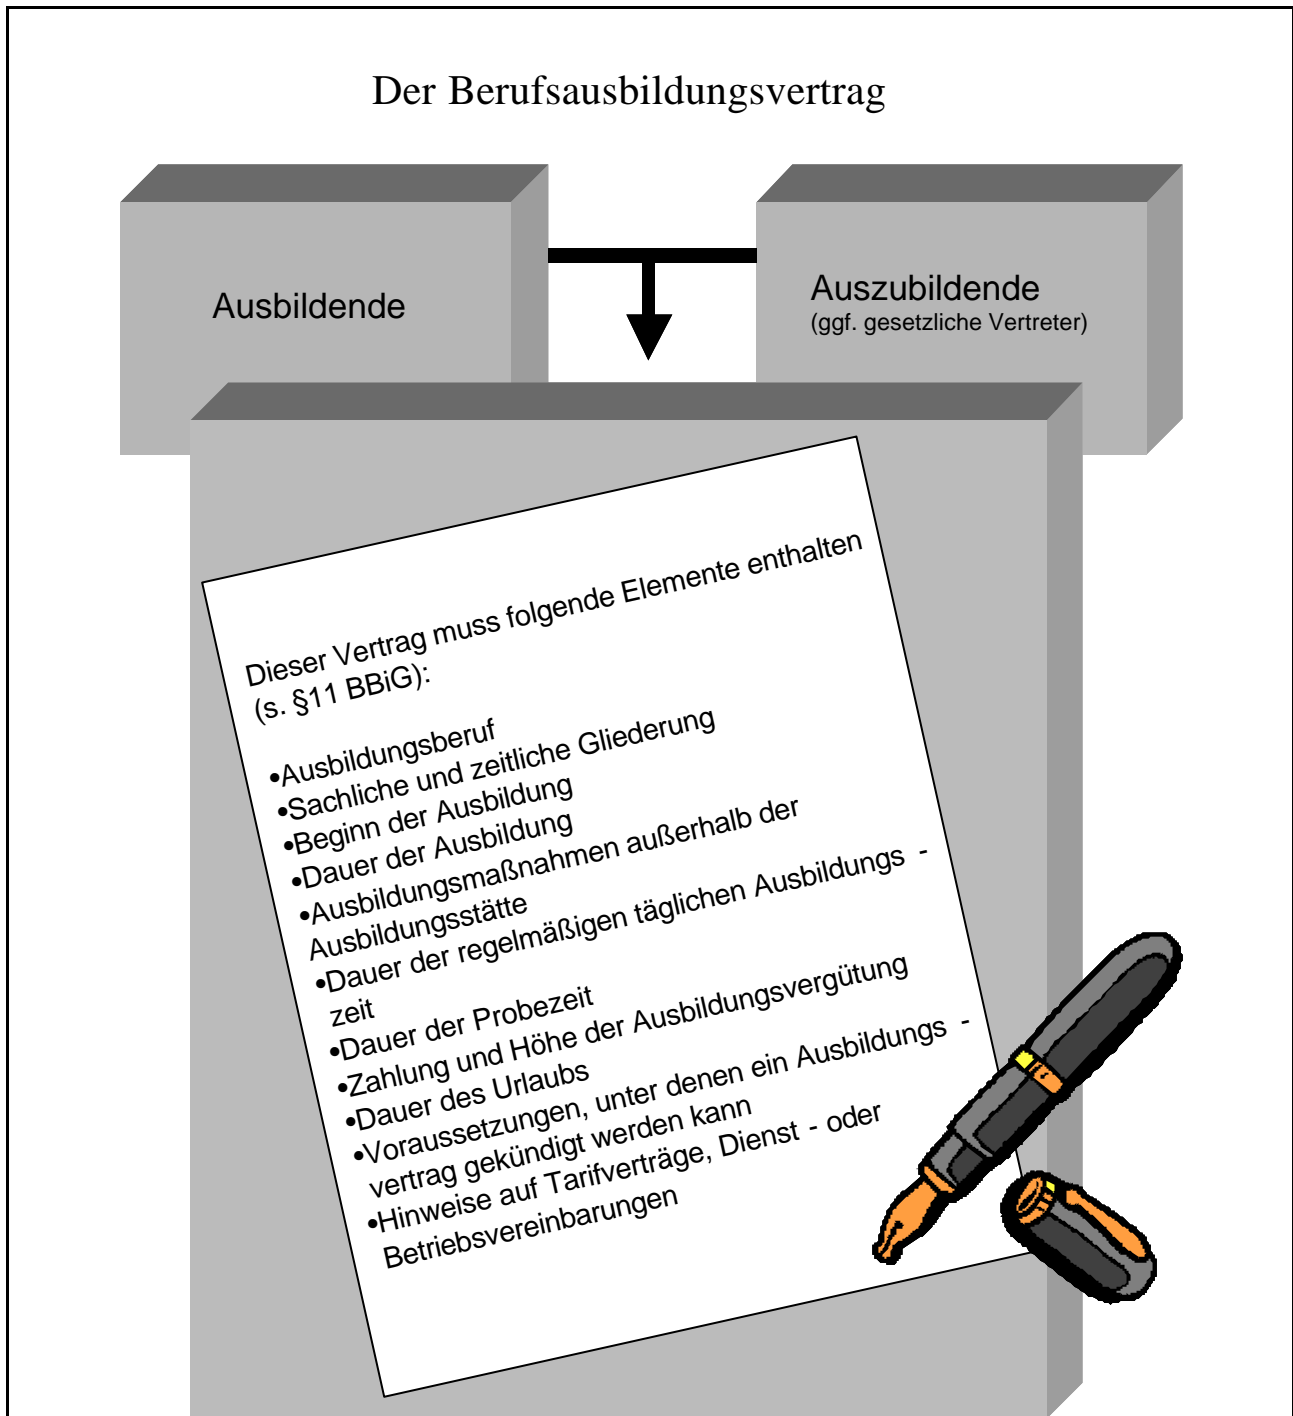 Der Berufsausbildungsvertrag
Ausbildende
Auszubildende
(ggf. gesetzliche Vertreter)
Dieser Vertrag muss folgende Elemente enthalten
(s. §11 BBiG):
•Ausbildungsberuf
•Sachliche und zeitliche Gliederung
•Beginn der Ausbildung
•Dauer der Ausbildung
•Ausbildungsmaßnahmen außerhalb der
Ausbildungsstätte
•Dauer der regelmäßigen täglichen Ausbildungs -
zeit
•Dauer der Probezeit
•Zahlung und Höhe der Ausbildungsvergütung
•Dauer des Urlaubs
•Voraussetzungen, unter denen ein Ausbildungs -
vertrag gekündigt werden kann
•Hinweise auf Tarifverträge, Dienst - oder
Betriebsvereinbarungen